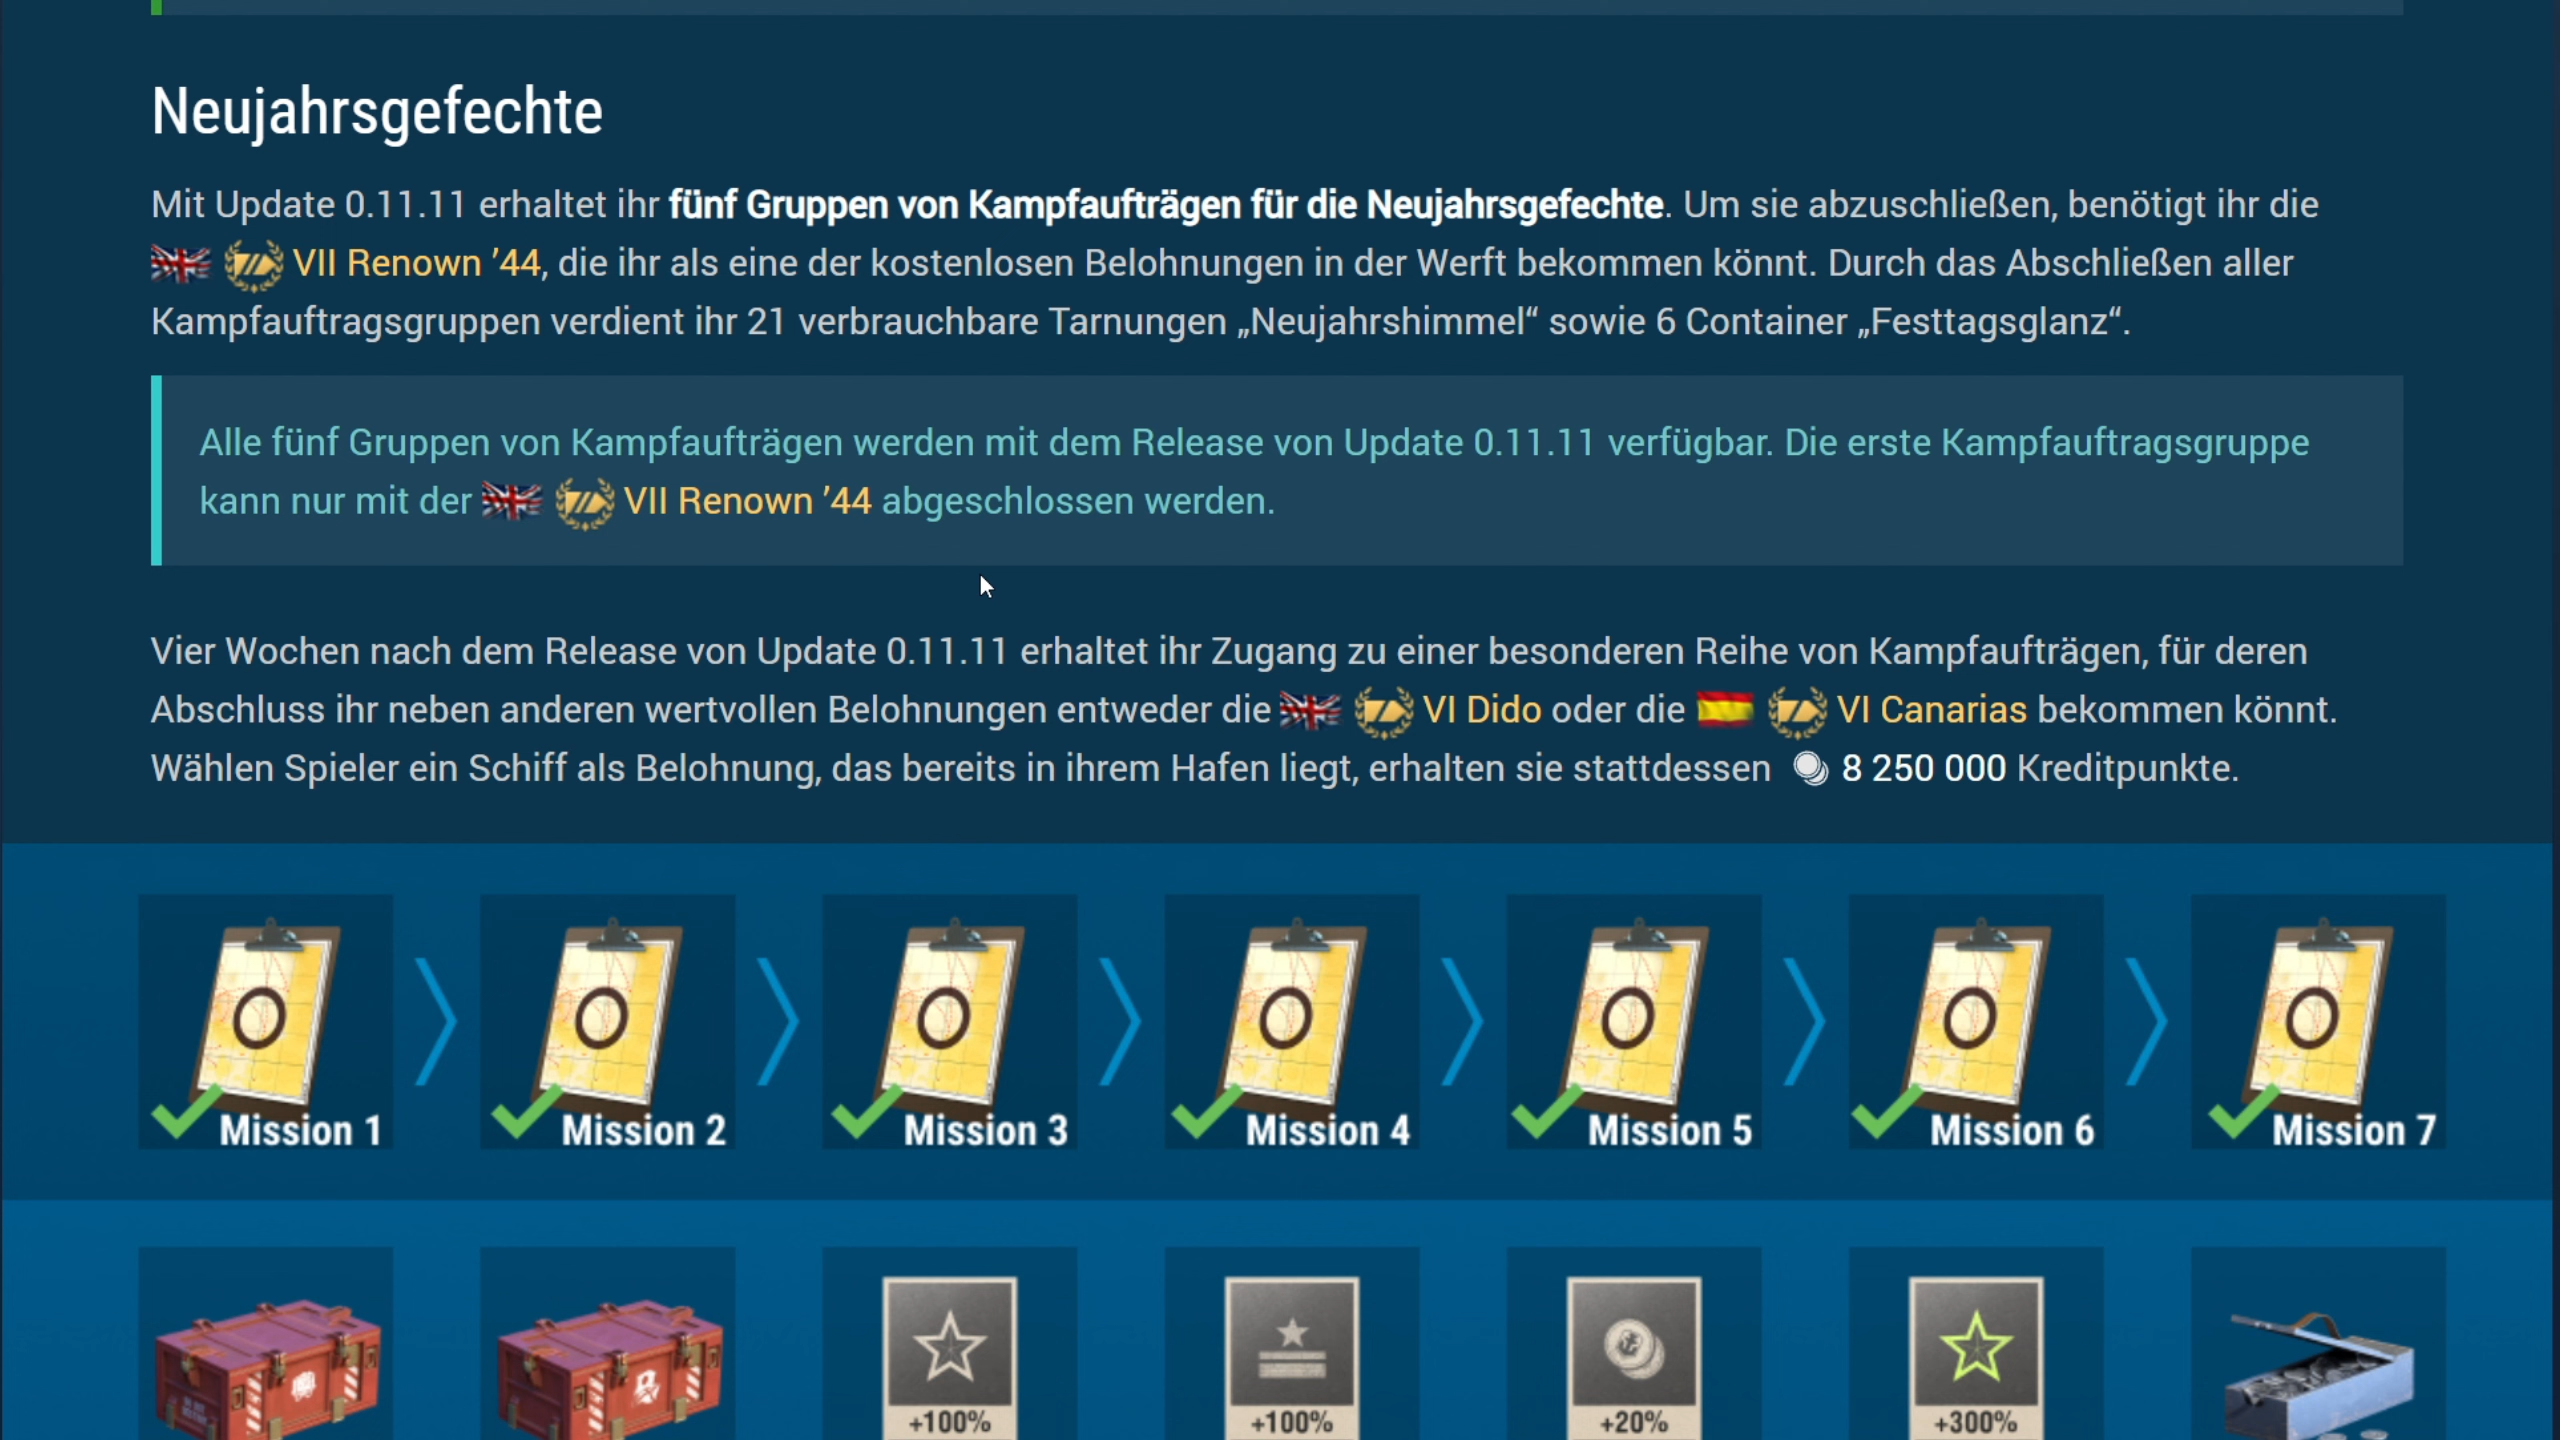 Neujahrsgefechte
Mit Update 0.11.11 erhaltet ihr fünf Gruppen von Kampfaufträgen für die Neujahrsgefechte. Um sie abzuschließen, benötigt ihr die
VII Renown ’44, die ihr als eine der kostenlosen Belohnungen in der Werft bekommen könnt. Durch das Abschließen aller
Kampfauftragsgruppen verdient ihr 21 verbrauchbare Tarnungen „Neujahrshimmel“ sowie 6 Container „Festtagsglanz“.
Alle fünf Gruppen von Kampfaufträgen werden mit dem Release von Update 0.11.11 verfügbar. Die erste Kampfauftragsgruppe
kann nur mit der VII Renown ’44 abgeschlossen werden.
Vier Wochen nach dem Release von Update 0.11.11 erhaltet ihr Zugang zu einer besonderen Reihe von Kampfaufträgen, für deren
Abschluss ihr neben anderen wertvollen Belohnungen entweder die VI Dido oder die VI Canarias bekommen könnt.
Wählen Spieler ein Schiff als Belohnung, das bereits in ihrem Hafen liegt, erhalten sie stattdessen 8 250 000 Kreditpunkte.
Mission 1 Mission 2 Mission 3 Mission 4 Mission 5 Mission 6 Mission 7
+100% +100% +20% +300%